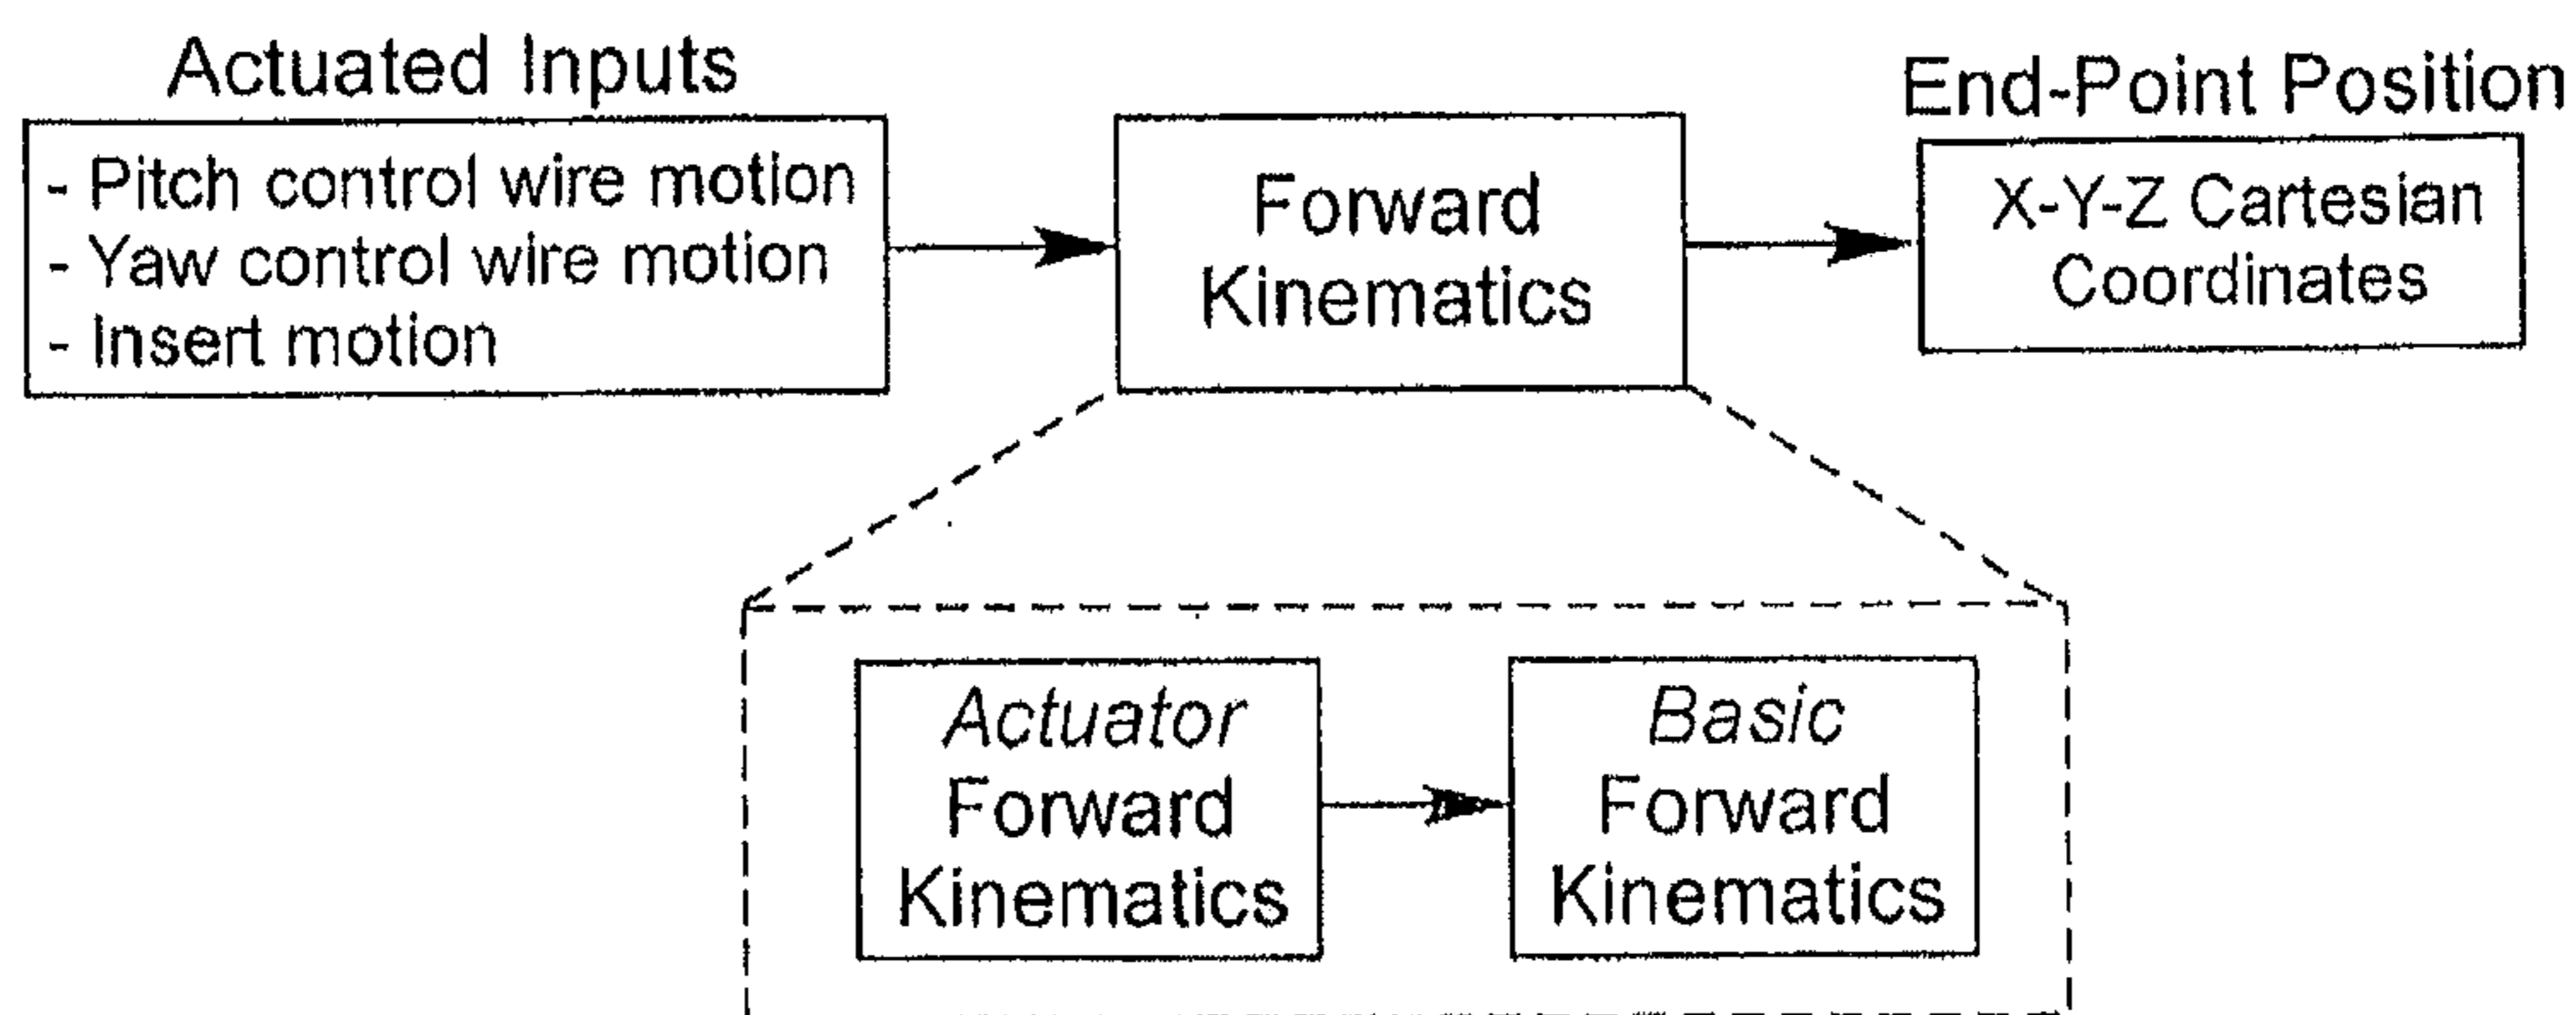 Actuated Inputs
- Pitch control wire motion
- Yaw control wire motion
- Insert motion
Forward
Kinematics
End-Point Position
X-Y-Z Cartesian
Coordinates
Actuator
Forward
Kinematics
Basic
Forward
Kinematics